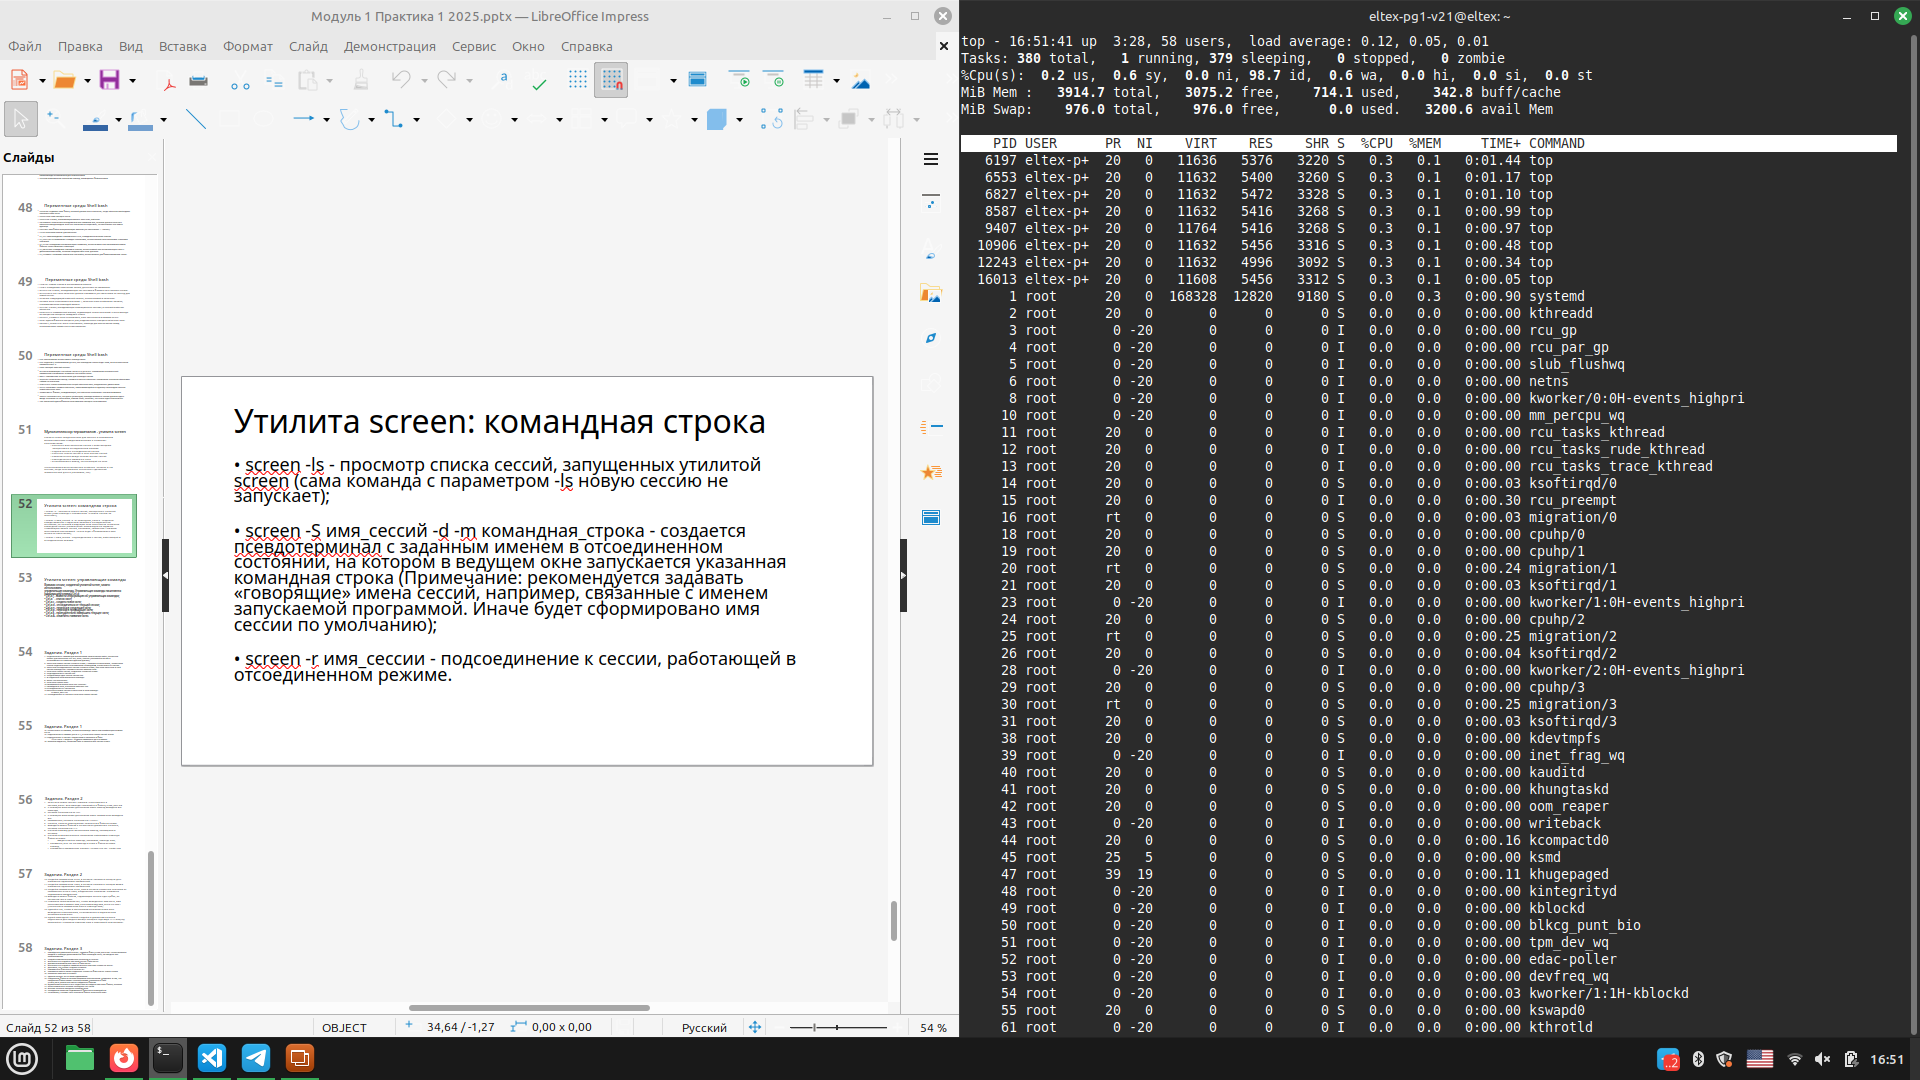 Модуль 1 Практика 1 2025.pptx — LibreOffice Impress
Файл Правка Вид Вставка Формат Слайд Демонстрация Сервис Окно Справка
Слайды
48 Переменные среды Shell bash
49 Переменные среды Shell bash
50 Переменные среды Shell bash
51
52 Утилита screen: командная строка
53 Утилита screen: управляющие команды
54 Задания. Раздел 1
55 Задания. Раздел 1
56 Задания. Раздел 2
57 Задания. Раздел 2
58 Задания. Раздел 3
Утилита screen: командная строка
• screen -ls - просмотр списка сессий, запущенных утилитой
screen (сама команда с параметром -ls новую сессию не
запускает);
• screen -S имя_сессий -d -m командная_строка - создается
псевдотерминал с заданным именем в отсоединенном
состоянии, на котором в ведущем окне запускается указанная
командная строка (Примечание: рекомендуется задавать
«говорящие» имена сессий, например, связанные с именем
запускаемой программой. Иначе будет сформировано имя
сессии по умолчанию);
• screen -r имя_сессии - подсоединение к сессии, работающей в
отсоединенном режиме.
Слайд 52 из 58 OBJECT 34,64 / -1,27 0,00 x 0,00 Русский 54 %
eltex-pg1-v21@eltex: ~
top - 16:51:41 up  3:28, 58 users,  load average: 0.12, 0.05, 0.01
Tasks: 380 total,   1 running, 379 sleeping,   0 stopped,   0 zombie
%Cpu(s):  0.2 us,  0.6 sy,  0.0 ni, 98.7 id,  0.6 wa,  0.0 hi,  0.0 si,  0.0 st
MiB Mem :   3914.7 total,   3075.2 free,    714.1 used,    342.8 buff/cache
MiB Swap:    976.0 total,    976.0 free,      0.0 used.   3200.6 avail Mem
PID USER PR NI VIRT RES SHR S %CPU %MEM TIME+ COMMAND
6197 eltex-p+ 20 0 11636 5376 3220 S 0.3 0.1 0:01.44 top
6553 eltex-p+ 20 0 11632 5400 3260 S 0.3 0.1 0:01.17 top
6827 eltex-p+ 20 0 11632 5472 3328 S 0.3 0.1 0:01.10 top
8587 eltex-p+ 20 0 11632 5416 3268 S 0.3 0.1 0:00.99 top
9407 eltex-p+ 20 0 11764 5416 3268 S 0.3 0.1 0:00.97 top
10906 eltex-p+ 20 0 11632 5456 3316 S 0.3 0.1 0:00.48 top
12243 eltex-p+ 20 0 11632 4996 3092 S 0.3 0.1 0:00.34 top
16013 eltex-p+ 20 0 11608 5456 3312 S 0.3 0.1 0:00.05 top
1 root 20 0 168328 12820 9180 S 0.0 0.3 0:00.90 systemd
2 root 20 0 0 0 0 S 0.0 0.0 0:00.00 kthreadd
3 root 0 -20 0 0 0 I 0.0 0.0 0:00.00 rcu_gp
4 root 0 -20 0 0 0 I 0.0 0.0 0:00.00 rcu_par_gp
5 root 0 -20 0 0 0 I 0.0 0.0 0:00.00 slub_flushwq
6 root 0 -20 0 0 0 I 0.0 0.0 0:00.00 netns
8 root 0 -20 0 0 0 I 0.0 0.0 0:00.00 kworker/0:0H-events_highpri
10 root 0 -20 0 0 0 I 0.0 0.0 0:00.00 mm_percpu_wq
11 root 20 0 0 0 0 I 0.0 0.0 0:00.00 rcu_tasks_kthread
12 root 20 0 0 0 0 I 0.0 0.0 0:00.00 rcu_tasks_rude_kthread
13 root 20 0 0 0 0 I 0.0 0.0 0:00.00 rcu_tasks_trace_kthread
14 root 20 0 0 0 0 S 0.0 0.0 0:00.03 ksoftirqd/0
15 root 20 0 0 0 0 I 0.0 0.0 0:00.30 rcu_preempt
16 root rt 0 0 0 0 S 0.0 0.0 0:00.03 migration/0
18 root 20 0 0 0 0 S 0.0 0.0 0:00.00 cpuhp/0
19 root 20 0 0 0 0 S 0.0 0.0 0:00.00 cpuhp/1
20 root rt 0 0 0 0 S 0.0 0.0 0:00.24 migration/1
21 root 20 0 0 0 0 S 0.0 0.0 0:00.03 ksoftirqd/1
23 root 0 -20 0 0 0 I 0.0 0.0 0:00.00 kworker/1:0H-events_highpri
24 root 20 0 0 0 0 S 0.0 0.0 0:00.00 cpuhp/2
25 root rt 0 0 0 0 S 0.0 0.0 0:00.25 migration/2
26 root 20 0 0 0 0 S 0.0 0.0 0:00.04 ksoftirqd/2
28 root 0 -20 0 0 0 I 0.0 0.0 0:00.00 kworker/2:0H-events_highpri
29 root 20 0 0 0 0 S 0.0 0.0 0:00.00 cpuhp/3
30 root rt 0 0 0 0 S 0.0 0.0 0:00.25 migration/3
31 root 20 0 0 0 0 S 0.0 0.0 0:00.03 ksoftirqd/3
38 root 20 0 0 0 0 S 0.0 0.0 0:00.00 kdevtmpfs
39 root 0 -20 0 0 0 I 0.0 0.0 0:00.00 inet_frag_wq
40 root 20 0 0 0 0 S 0.0 0.0 0:00.00 kauditd
41 root 20 0 0 0 0 S 0.0 0.0 0:00.00 khungtaskd
42 root 20 0 0 0 0 S 0.0 0.0 0:00.00 oom_reaper
43 root 0 -20 0 0 0 I 0.0 0.0 0:00.00 writeback
44 root 20 0 0 0 0 S 0.0 0.0 0:00.16 kcompactd0
45 root 25 5 0 0 0 S 0.0 0.0 0:00.00 ksmd
47 root 39 19 0 0 0 S 0.0 0.0 0:00.11 khugepaged
48 root 0 -20 0 0 0 I 0.0 0.0 0:00.00 kintegrityd
49 root 0 -20 0 0 0 I 0.0 0.0 0:00.00 kblockd
50 root 0 -20 0 0 0 I 0.0 0.0 0:00.00 blkcg_punt_bio
51 root 0 -20 0 0 0 I 0.0 0.0 0:00.00 tpm_dev_wq
52 root 0 -20 0 0 0 I 0.0 0.0 0:00.00 edac-poller
53 root 0 -20 0 0 0 I 0.0 0.0 0:00.00 devfreq_wq
54 root 0 -20 0 0 0 I 0.0 0.0 0:00.03 kworker/1:1H-kblockd
55 root 20 0 0 0 0 S 0.0 0.0 0:00.00 kswapd0
61 root 0 -20 0 0 0 I 0.0 0.0 0:00.00 kthrotld
16:51